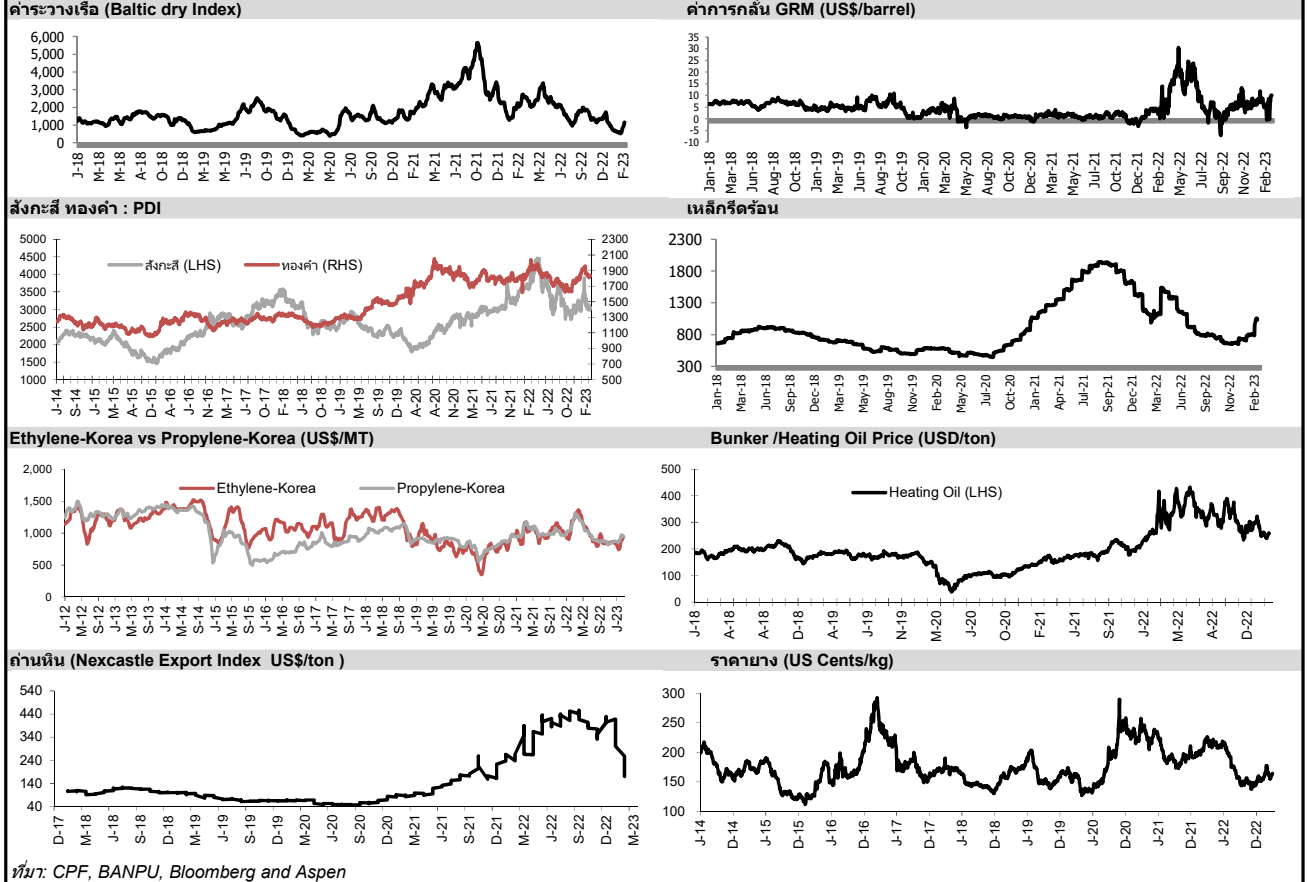 ค่าระวางเรือ (Baltic dry Index)
6,000
5,000
4,000
3,000
2,000
1,000
0
J-18
M-18
M-18
A-18
O-18
D-18
M-19
M-19
J-19
O-19
D-19
M-20
M-20
J-20
S-20
D-20
F-21
M-21
J-21
O-21
D-21
F-22
M-22
J-22
S-22
D-22
F-23
ค่าการกลั่น GRM (US$/barrel)
35
30
25
20
15
10
5
0
-5
-10
Jan-18
Mar-18
Jun-18
Aug-18
Oct-18
Jan-19
Mar-19
Jun-19
Aug-19
Oct-19
Jan-20
Mar-20
May-20
Jul-20
Oct-20
Dec-20
Mar-21
May-21
Jul-21
Oct-21
Dec-21
Feb-22
May-22
Jul-22
Sep-22
Nov-22
Feb-23
สังกะสี ทองคำ : PDI
5000
4500
4000
3500
3000
2500
2000
1500
1000
สังกะสี (LHS)
ทองคำ (RHS)
2300
2100
1900
1700
1500
1300
1100
900
700
500
J-14
S-14
J-15
M-15
O-15
D-15
A-16
J-16
N-16
M-17
J-17
O-17
F-18
J-18
S-18
J-19
M-19
S-19
D-19
A-20
A-20
N-20
M-21
J-21
O-21
F-22
J-22
O-22
F-23
เหล็กรีดร้อน
2300
1800
1300
800
300
Jan-18
Mar-18
Jun-18
Sep-18
Dec-18
Mar-19
May-19
Aug-19
Nov-19
Feb-20
May-20
Jul-20
Oct-20
Jan-21
Apr-21
Jun-21
Sep-21
Dec-21
Mar-22
Jun-22
Sep-22
Nov-22
Feb-23
Ethylene-Korea vs Propylene-Korea (US$/MT)
2,000
1,500
1,000
500
0
Ethylene-Korea
Propylene-Korea
J-12
M-12
S-12
J-13
M-13
S-13
J-14
M-14
S-14
J-15
M-15
S-15
J-16
M-16
S-16
J-17
M-17
S-17
J-18
M-18
S-18
J-19
M-19
S-19
J-20
M-20
S-20
J-21
M-21
S-21
J-22
M-22
S-22
J-23
Bunker /Heating Oil Price (USD/ton)
500
400
300
200
100
0
Heating Oil (LHS)
J-18
A-18
A-18
D-18
A-19
J-19
N-19
M-20
J-20
O-20
F-21
J-21
S-21
J-22
M-22
A-22
D-22
ถ่านหิน (Nexcastle Export Index  US$/ton )
540
440
340
240
140
40
D-17
M-18
J-18
S-18
D-18
M-19
J-19
S-19
D-19
M-20
J-20
S-20
D-20
M-21
J-21
S-21
D-21
M-22
J-22
S-22
D-22
M-23
ราคายาง (US Cents/kg)
300
250
200
150
100
J-14
D-14
J-15
D-15
J-16
D-16
J-17
D-17
J-18
D-18
J-19
D-19
J-20
D-20
J-21
D-21
J-22
D-22
ที่มา: CPF, BANPU, Bloomberg and Aspen